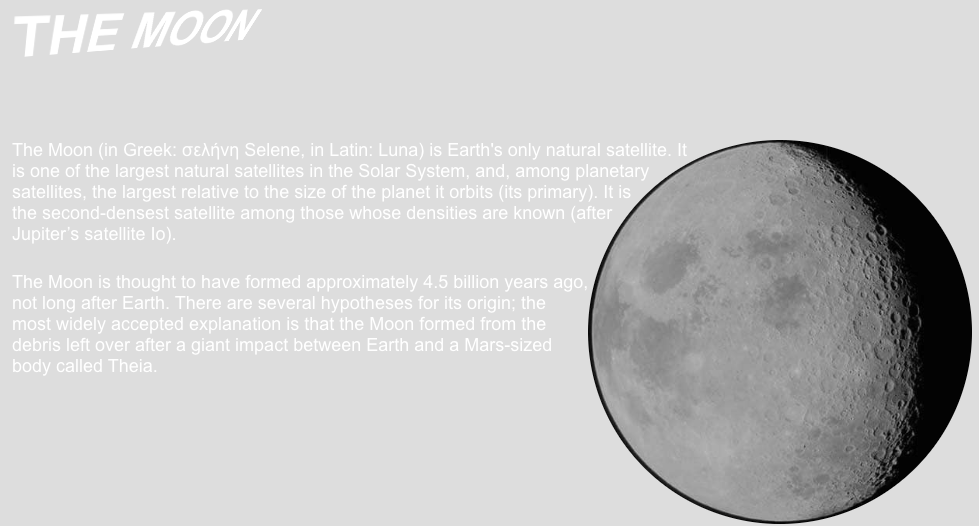 THE MOON
The Moon (in Greek: σελήνη Selene, in Latin: Luna) is Earth's only natural satellite. It
is one of the largest natural satellites in the Solar System, and, among planetary
satellites, the largest relative to the size of the planet it orbits (its primary). It is
the second-densest satellite among those whose densities are known (after
Jupiter's satellite Io).
The Moon is thought to have formed approximately 4.5 billion years ago,
not long after Earth. There are several hypotheses for its origin; the
most widely accepted explanation is that the Moon formed from the
debris left over after a giant impact between Earth and a Mars-sized
body called Theia.